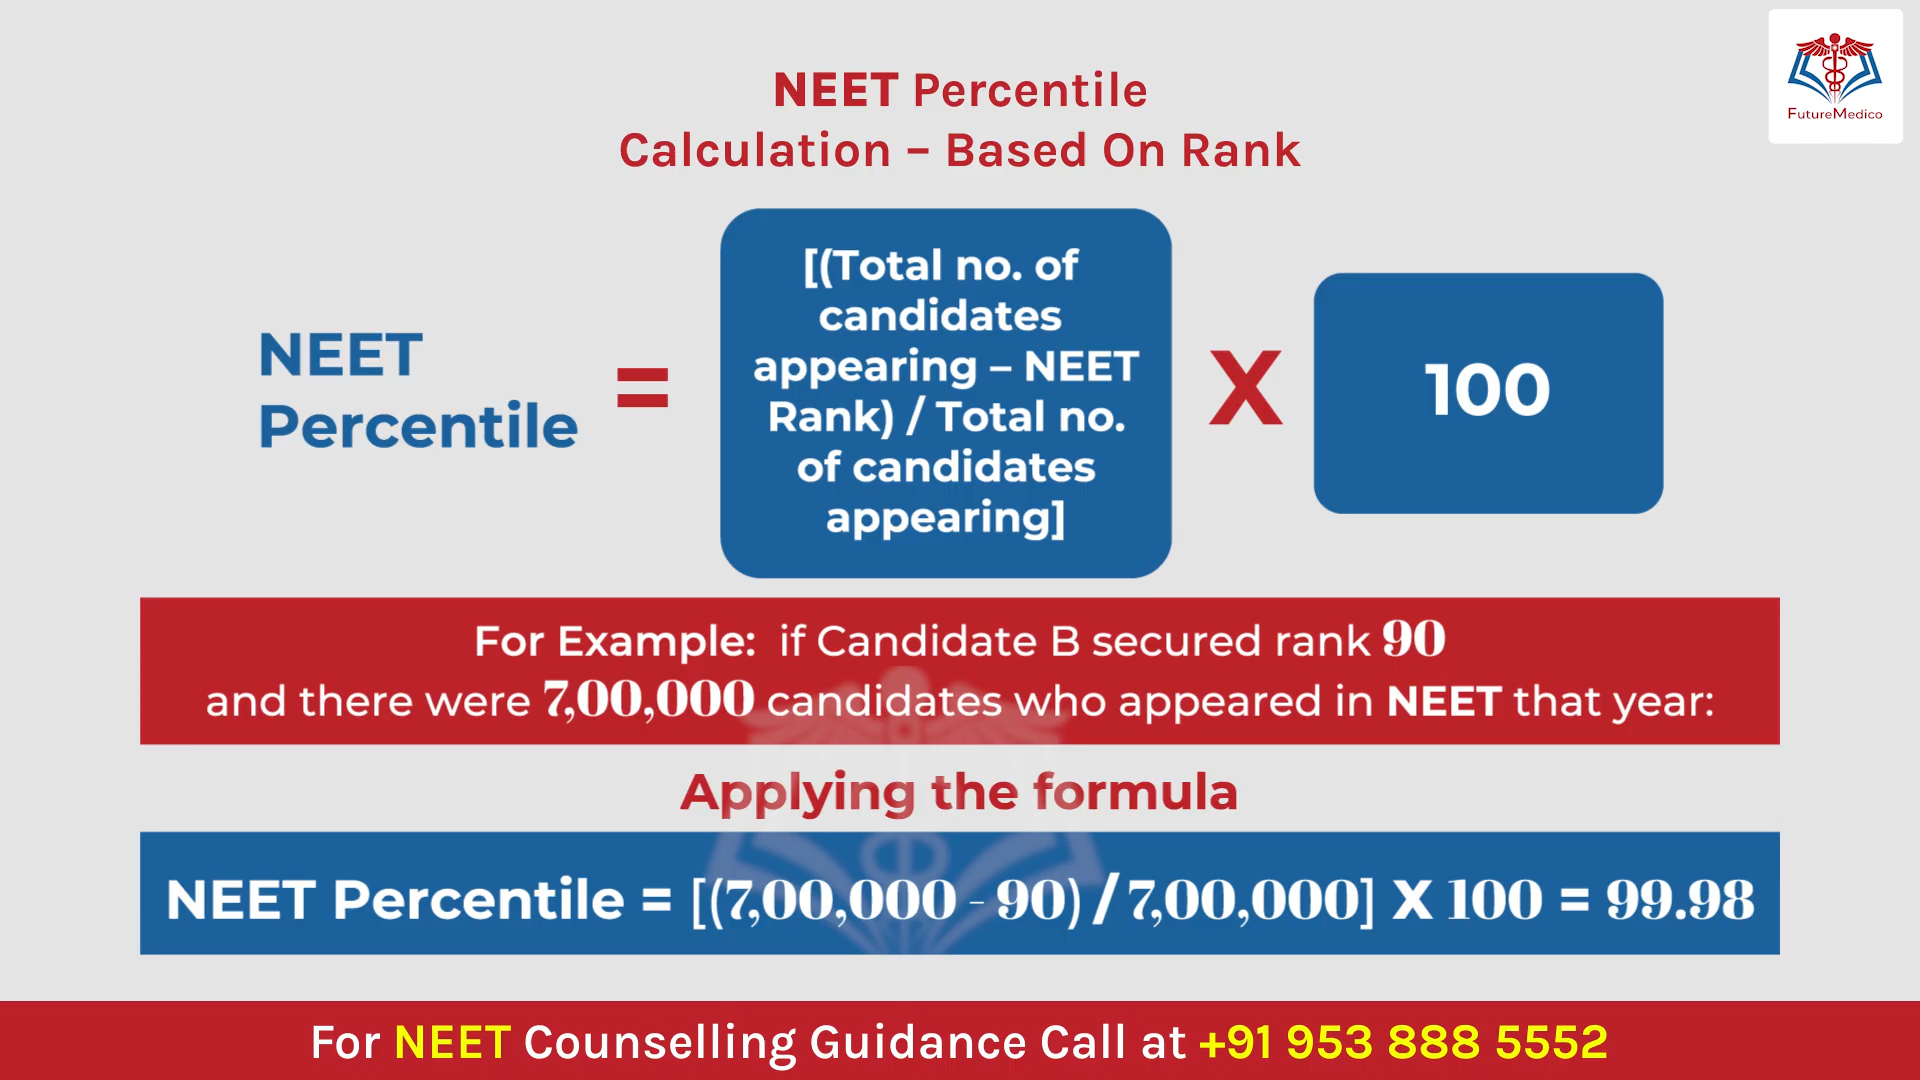 FutureMedico
NEET Percentile
Calculation – Based On Rank
NEET
Percentile
=
[(Total no. of
candidates
appearing – NEET
Rank) / Total no.
of candidates
appearing]
X
100
For Example: if Candidate B secured rank 90
and there were 7,00,000 candidates who appeared in NEET that year:
Applying the formula
NEET Percentile = [(7,00,000 - 90) / 7,00,000] X 100 = 99.98
For NEET Counselling Guidance Call at +91 953 888 5552